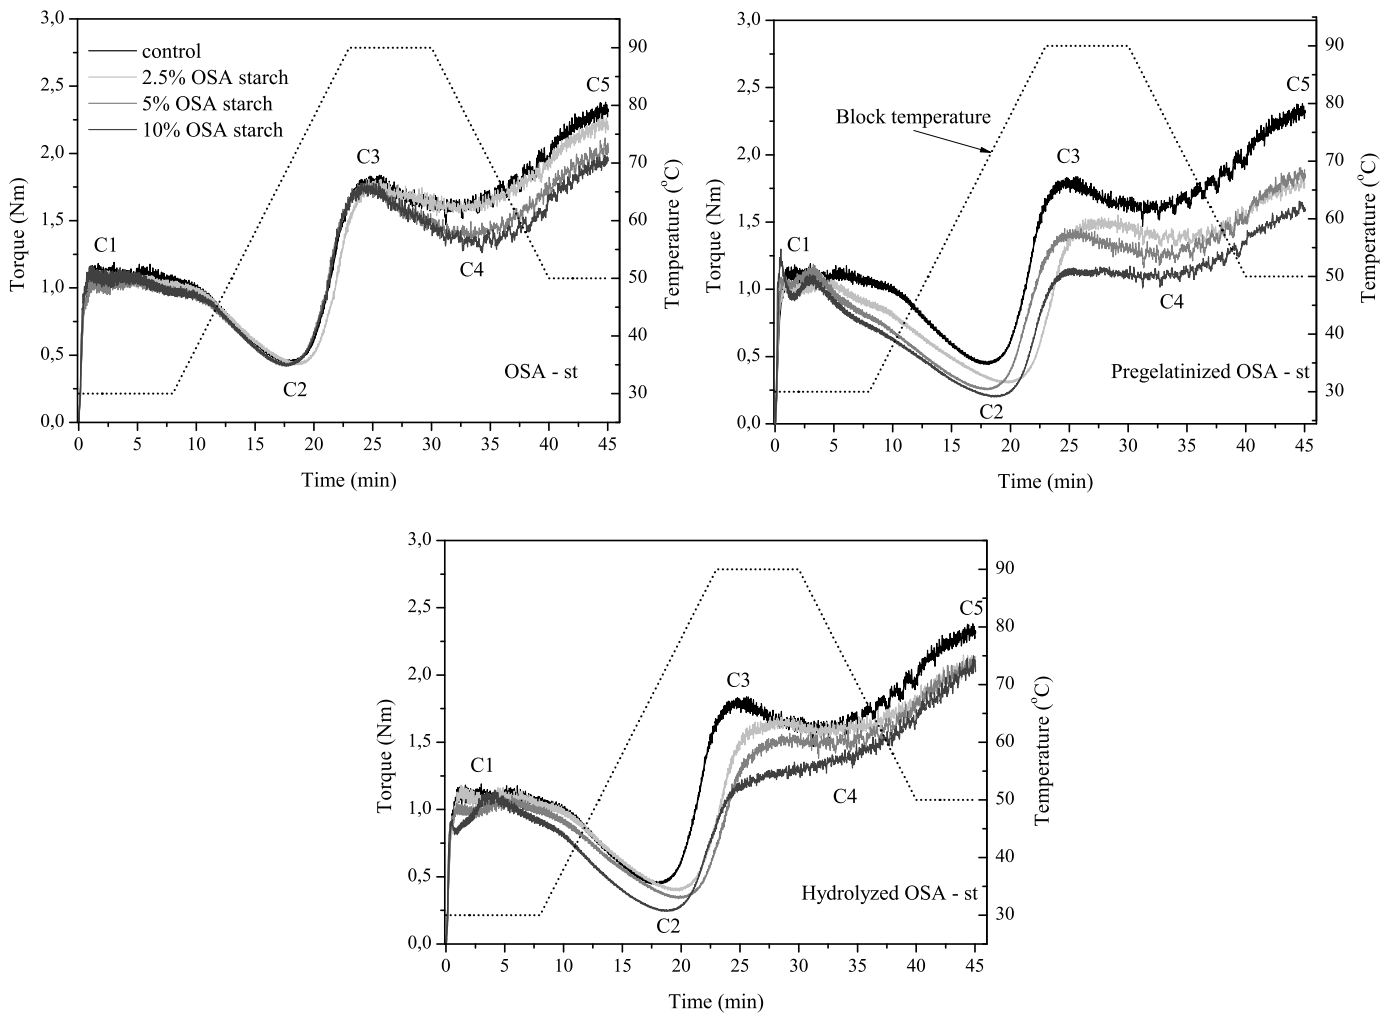 3,0
2,5
2,0
1,5
1,0
0,5
0,0
Torque (Nm)
control
2.5% OSA starch
5% OSA starch
10% OSA starch
C1
C2
C3
C4
C5
OSA - st
90
80
70
60
50
40
30
Temperature (°C)
0 5 10 15 20 25 30 35 40 45
Time (min)
3,0
2,5
2,0
1,5
1,0
0,5
0,0
Torque (Nm)
Block temperature
C1
C2
C3
C4
C5
Pregelatinized OSA - st
90
80
70
60
50
40
30
Temperature (°C)
0 5 10 15 20 25 30 35 40 45
Time (min)
3,0
2,5
2,0
1,5
1,0
0,5
0,0
Torque (Nm)
C1
C2
C3
C4
C5
Hydrolyzed OSA - st
90
80
70
60
50
40
30
Temperature (°C)
0 5 10 15 20 25 30 35 40 45
Time (min)